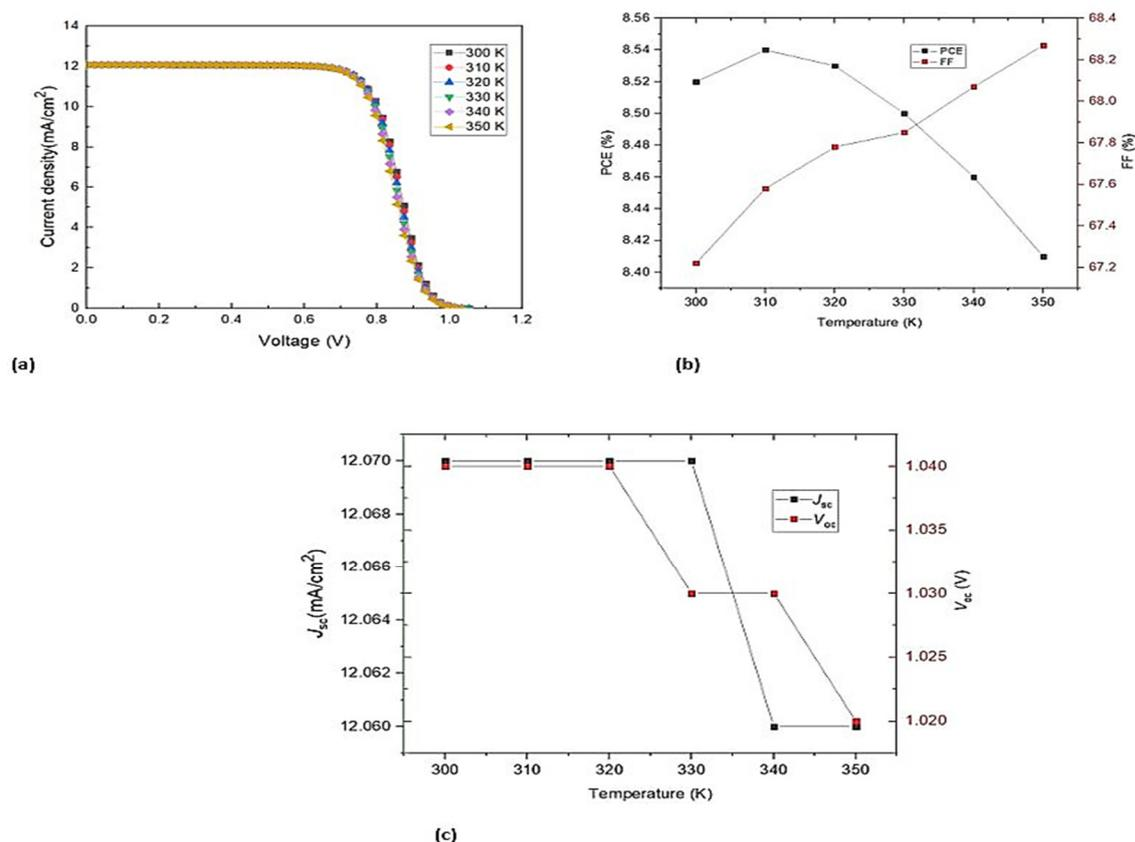 14
12
10
8
6
4
2
0
Current density(mA/cm²)
300 K
310 K
320 K
330 K
340 K
350 K
0.0 0.2 0.4 0.6 0.8 1.0 1.2
Voltage (V)
(a)
8.56
8.54
8.52
8.50
8.48
8.46
8.44
8.42
8.40
PCE (%)
PCE
FF
68.4
68.2
68.0
67.8
67.6
67.4
67.2
FF (%)
300 310 320 330 340 350
Temperature (K)
(b)
12.070
12.068
12.066
12.064
12.062
12.060
Jsc(mA/cm²)
Jsc
Voc
1.040
1.035
1.030
1.025
1.020
Voc (V)
300 310 320 330 340 350
Temperature (K)
(c)